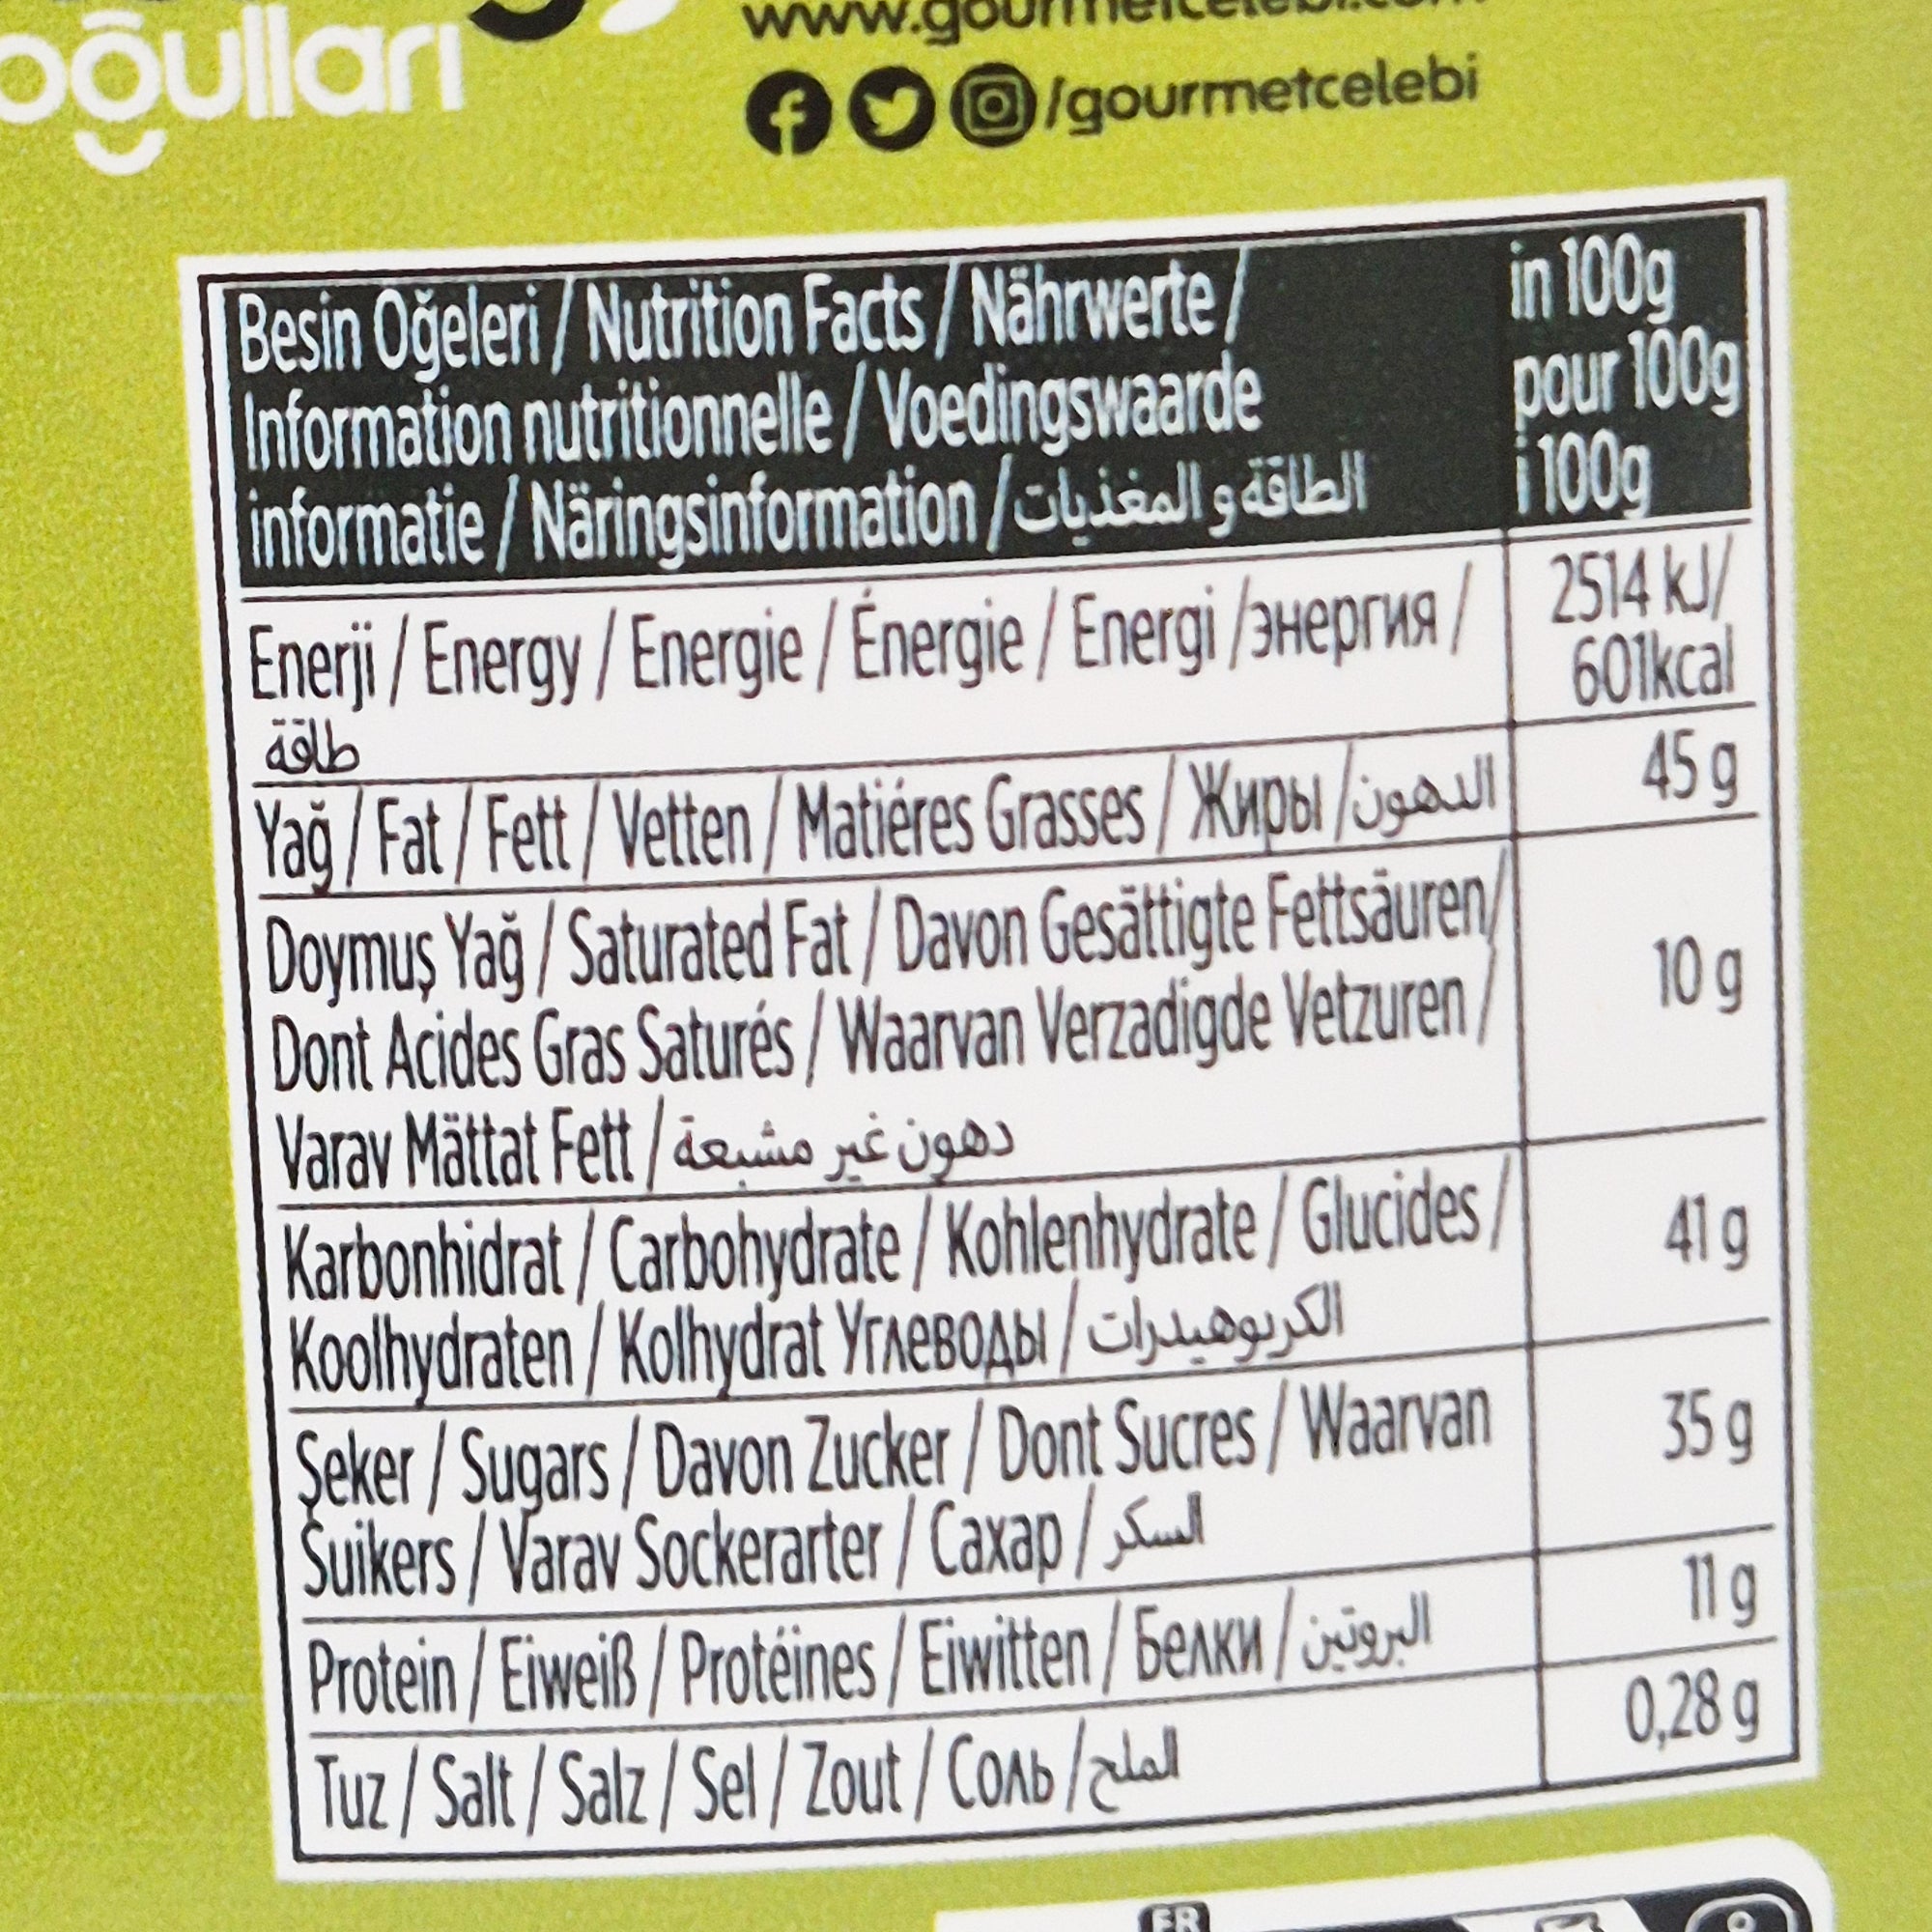 oğulları
/gourmetcelebi
Besin Öğeleri / Nutrition Facts / Nährwerte /
Information nutritionnelle / Voedingswaarde
informatie / Näringsinformation / الطاقة و المغذيات
in 100g
pour 100g
i 100g
Enerji / Energy / Energie / Énergie / Energi /энергия /
طاقة
2514 kJ/
601kcal
Yağ / Fat / Fett / Vetten / Matiéres Grasses / Жиры /الدهون
45 g
Doymuş Yağ / Saturated Fat / Davon Gesättigte Fettsäuren/
Dont Acides Gras Saturés / Waarvan Verzadigde Vetzuren /
Varav Mättat Fett / دهون غير مشبعة
10 g
Karbonhidrat / Carbohydrate / Kohlenhydrate / Glucides /
Koolhydraten / Kolhydrat Углеводы / الكربوهيدرات
41 g
Şeker / Sugars / Davon Zucker / Dont Sucres / Waarvan
Suikers / Varav Sockerarter / Сахар / السكر
35 g
Protein / Eiweiß / Protéines / Eiwitten / Белки / البروتين
11 g
Tuz / Salt / Salz / Sel / Zout / Соль /الملح
0,28 g
FR